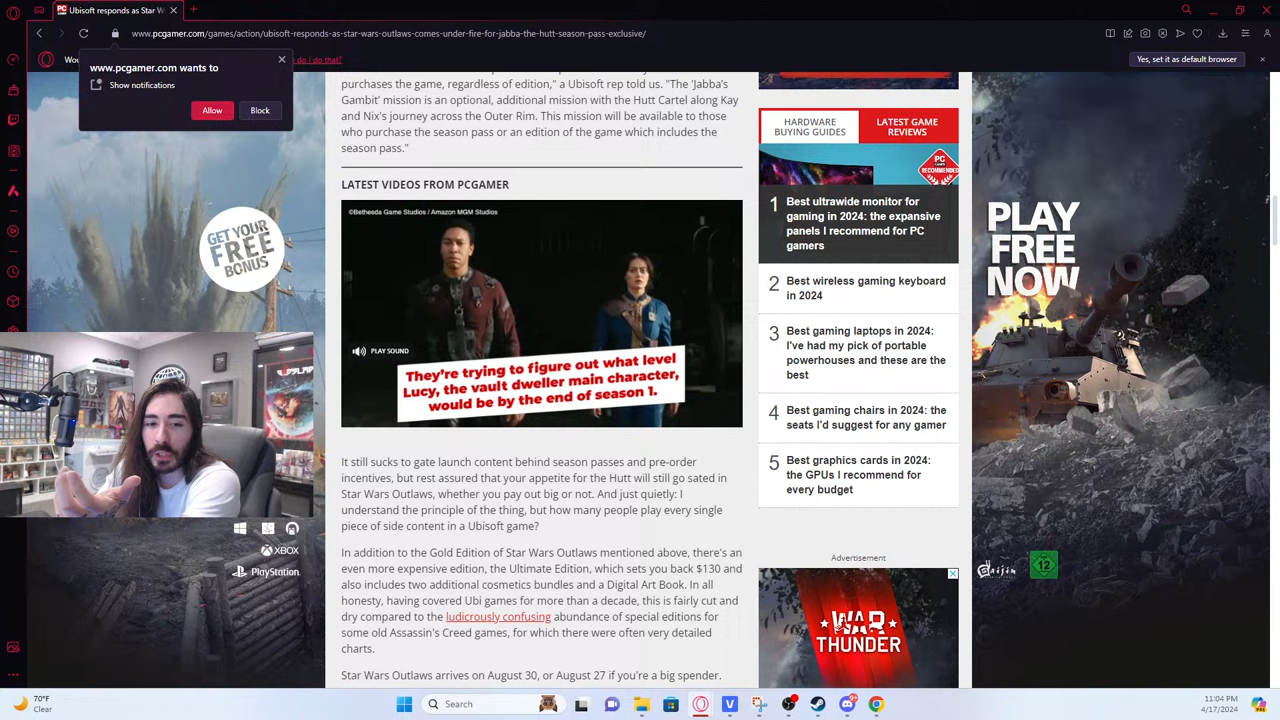 Ubisoft responds as Star W
www.pcgamer.com/games/action/ubisoft-responds-as-star-wars-outlaws-comes-under-fire-for-jabba-the-hutt-season-pass-exclusive/
Wou
do i do that?
Yes, set it as default browser
www.pcgamer.com wants to
Show notifications
Allow
Block
purchases the game, regardless of edition," a Ubisoft rep told us. "The 'Jabba's
Gambit' mission is an optional, additional mission with the Hutt Cartel along Kay
and Nix's journey across the Outer Rim. This mission will be available to those
who purchase the season pass or an edition of the game which includes the
season pass."
LATEST VIDEOS FROM PCGAMER
©Bethesda Game Studios / Amazon MGM Studios
PLAY SOUND
They're trying to figure out what level
Lucy, the vault dweller main character,
would be by the end of season 1.
It still sucks to gate launch content behind season passes and pre-order
incentives, but rest assured that your appetite for the Hutt will still go sated in
Star Wars Outlaws, whether you pay out big or not. And just quietly: I
understand the principle of the thing, but how many people play every single
piece of side content in a Ubisoft game?
In addition to the Gold Edition of Star Wars Outlaws mentioned above, there's an
even more expensive edition, the Ultimate Edition, which sets you back $130 and
also includes two additional cosmetics bundles and a Digital Art Book. In all
honesty, having covered Ubi games for more than a decade, this is fairly cut and
dry compared to the ludicrously confusing abundance of special editions for
some old Assassin's Creed games, for which there were often very detailed
charts.
Star Wars Outlaws arrives on August 30, or August 27 if you're a big spender.
HARDWARE
BUYING GUIDES
LATEST GAME
REVIEWS
PC
GAMER
RECOMMENDED
1 Best ultrawide monitor for
gaming in 2024: the expansive
panels I recommend for PC
gamers
2 Best wireless gaming keyboard
in 2024
3 Best gaming laptops in 2024:
I've had my pick of portable
powerhouses and these are the
best
4 Best gaming chairs in 2024: the
seats I'd suggest for any gamer
5 Best graphics cards in 2024:
the GPUs I recommend for
every budget
Advertisement
WAR
THUNDER
GET YOUR
FREE
BONUS
XBOX
PlayStation
PLAY
FREE
NOW
Gaijin
12
70°F
Clear
Search
11:04 PM
4/17/2024